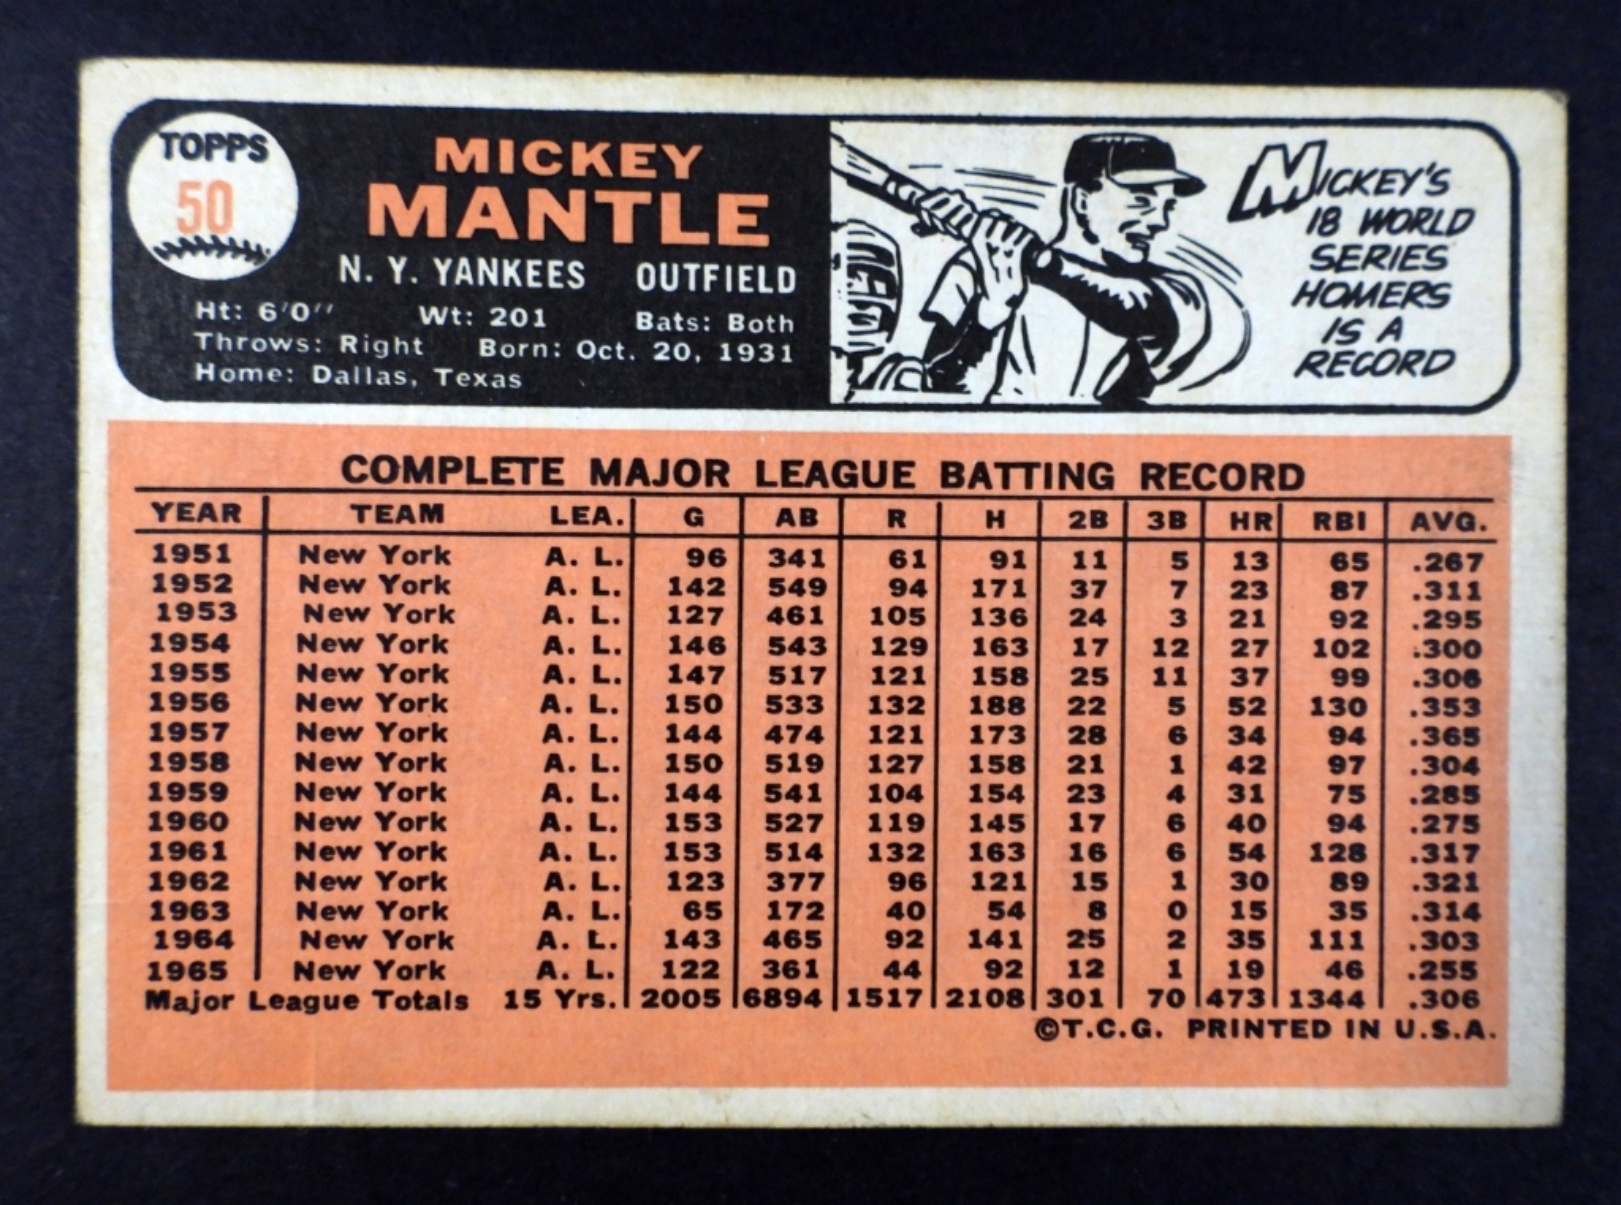 TOPPS
50
MICKEY
MANTLE
N. Y. YANKEES OUTFIELD
Ht: 6'0" Wt: 201 Bats: Both
Throws: Right Born: Oct. 20, 1931
Home: Dallas, Texas
MICKEY'S
18 WORLD
SERIES
HOMERS
IS A
RECORD
COMPLETE MAJOR LEAGUE BATTING RECORD
YEAR TEAM LEA. G AB R H 2B 3B HR RBI AVG.
1951 New York A. L. 96 341 61 91 11 5 13 65 .267
1952 New York A. L. 142 549 94 171 37 7 23 87 .311
1953 New York A. L. 127 461 105 136 24 3 21 92 .295
1954 New York A. L. 146 543 129 163 17 12 27 102 .300
1955 New York A. L. 147 517 121 158 25 11 37 99 .306
1956 New York A. L. 150 533 132 188 22 5 52 130 .353
1957 New York A. L. 144 474 121 173 28 6 34 94 .365
1958 New York A. L. 150 519 127 158 21 1 42 97 .304
1959 New York A. L. 144 541 104 154 23 4 31 75 .285
1960 New York A. L. 153 527 119 145 17 6 40 94 .275
1961 New York A. L. 153 514 132 163 16 6 54 128 .317
1962 New York A. L. 123 377 96 121 15 1 30 89 .321
1963 New York A. L. 65 172 40 54 8 0 15 35 .314
1964 New York A. L. 143 465 92 141 25 2 35 111 .303
1965 New York A. L. 122 361 44 92 12 1 19 46 .255
Major League Totals 15 Yrs. 2005 6894 1517 2108 301 70 473 1344 .306
©T.C.G. PRINTED IN U.S.A.